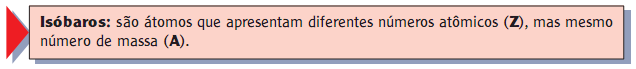 Isóbaros: são átomos que apresentam diferentes números atômicos (Z), mas mesmo
número de massa (A).